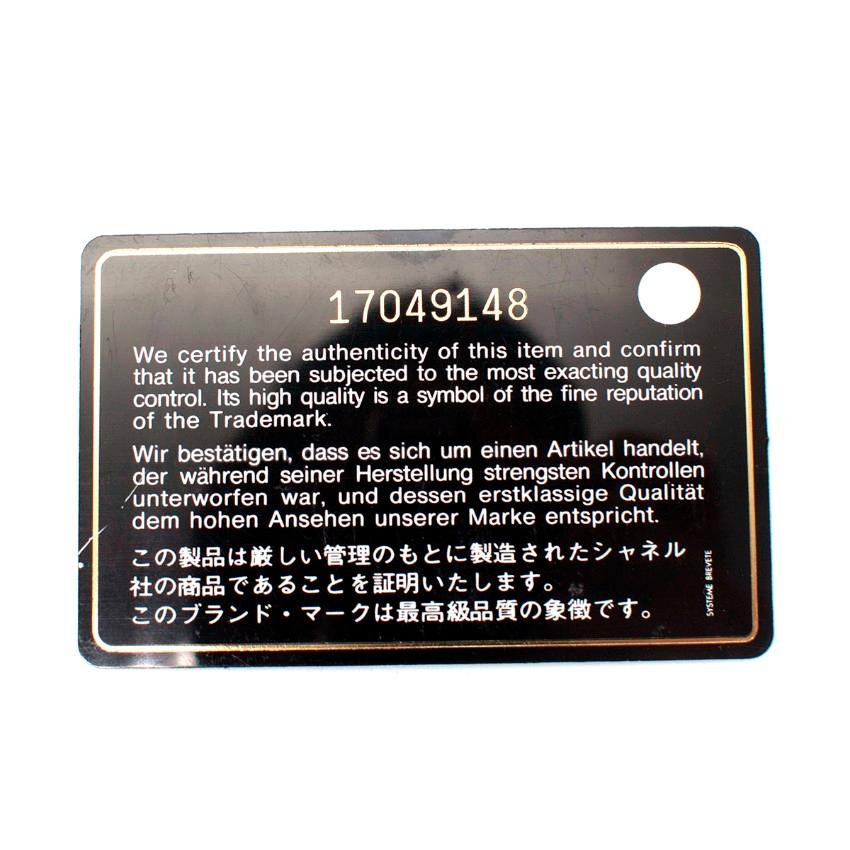 17049148
We certify the authenticity of this item and confirm
that it has been subjected to the most exacting quality
control. Its high quality is a symbol of the fine reputation
of the Trademark.
Wir bestätigen, dass es sich um einen Artikel handelt,
der während seiner Herstellung strengsten Kontrollen
unterworfen war, und dessen erstklassige Qualität
dem hohen Ansehen unserer Marke entspricht.
この製品は厳しい管理のもとに製造されたシャネル
社の商品であることを証明いたします。
このブランド・マークは最高級品質の象徴です。
SYSTEME BREVETE